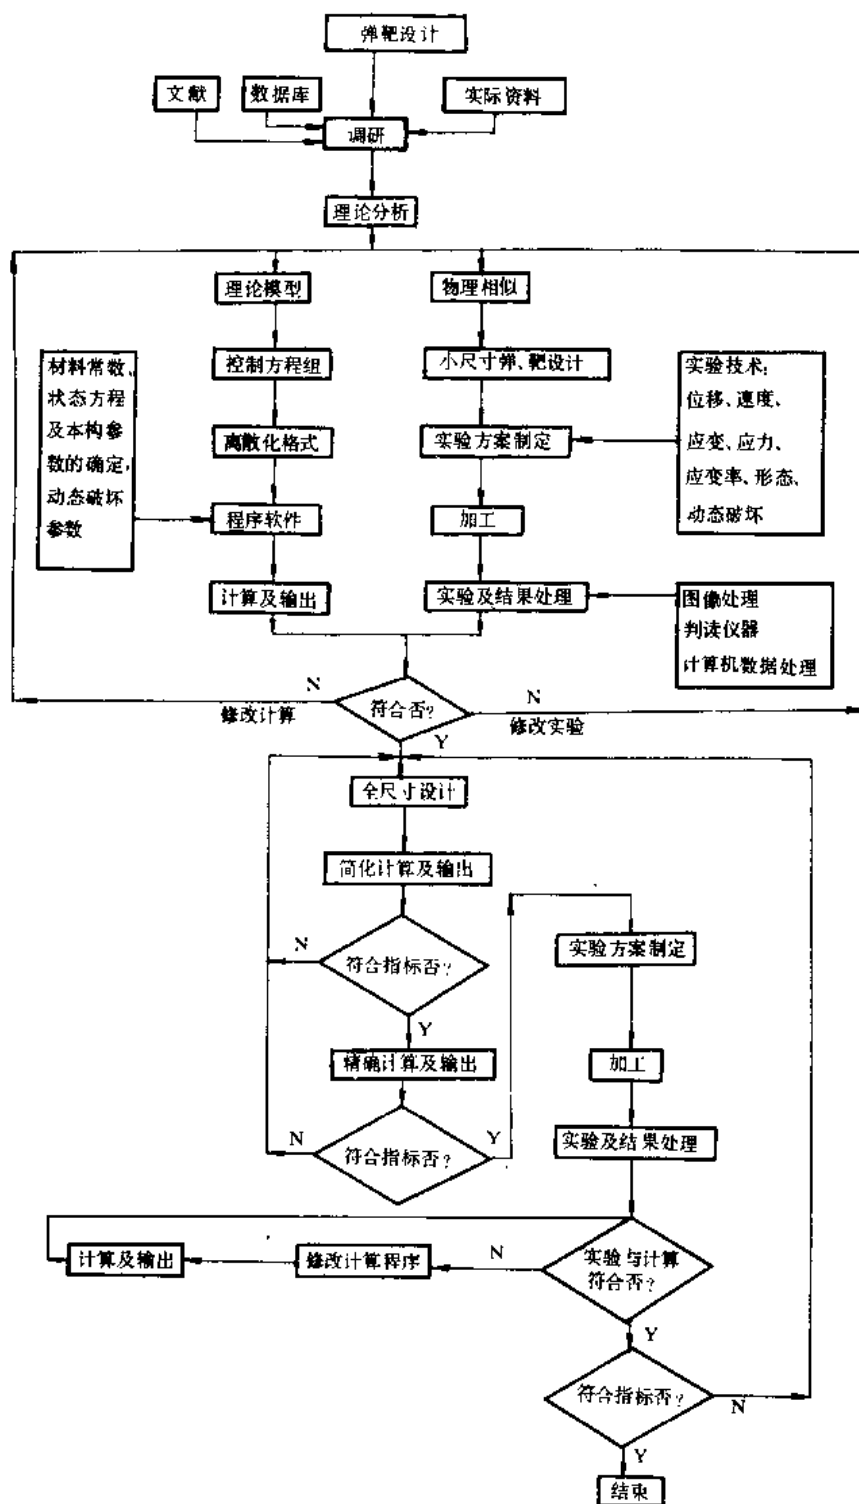 弹靶设计
文献
数据库
实际资料
调研
理论分析
理论模型
物理相似
材料常数、
状态方程
及本构参
数的确定,
动态破坏
参数
控制方程组
小尺寸弹、靶设计
实验技术:
位移、速度、
应变、应力、
应变率、形态、
动态破坏
离散化格式
实验方案制定
程序软件
加工
计算及输出
实验及结果处理
图像处理
判读仪器
计算机数据处理
N
修改计算
符合否?
N
修改实验
Y
全尺寸设计
简化计算及输出
N
符合指标否?
Y
实验方案制定
精确计算及输出
加工
N
符合指标否?
Y
实验及结果处理
计算及输出
修改计算程序
N
实验与计算
符合否?
Y
符合指标否?
N
Y
结束